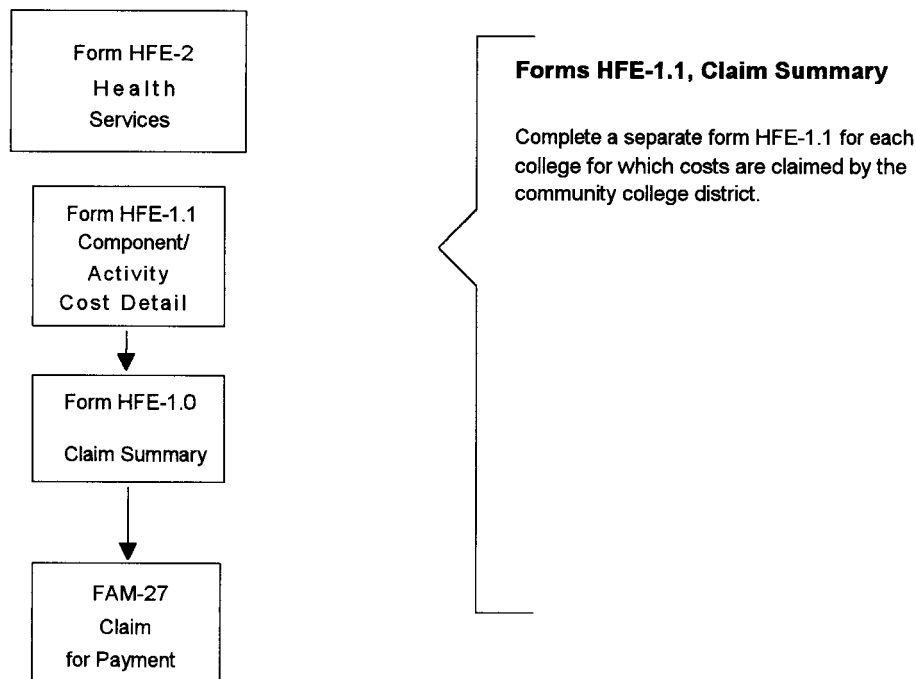 Form HFE-2
Health
Services
Form HFE-1.1
Component/
Activity
Cost Detail
Form HFE-1.0
Claim Summary
FAM-27
Claim
for Payment
Forms HFE-1.1, Claim Summary
Complete a separate form HFE-1.1 for each
college for which costs are claimed by the
community college district.